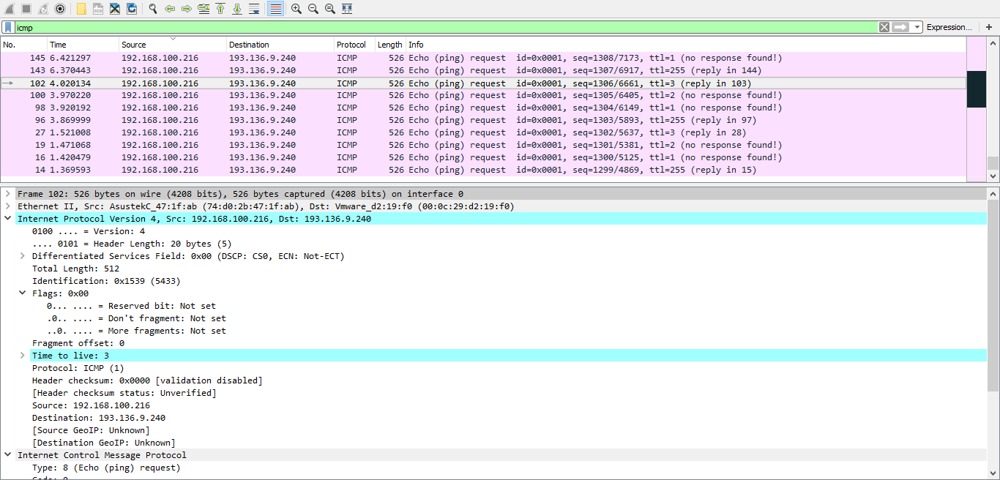 icmp Expression... +
No. Time Source Destination Protocol Length Info
145 6.421297 192.168.100.216 193.136.9.240 ICMP 526 Echo (ping) request id=0x0001, seq=1308/7173, ttl=1 (no response found!)
143 6.370443 192.168.100.216 193.136.9.240 ICMP 526 Echo (ping) request id=0x0001, seq=1307/6917, ttl=255 (reply in 144)
102 4.020134 192.168.100.216 193.136.9.240 ICMP 526 Echo (ping) request id=0x0001, seq=1306/6661, ttl=3 (reply in 103)
100 3.970220 192.168.100.216 193.136.9.240 ICMP 526 Echo (ping) request id=0x0001, seq=1305/6405, ttl=2 (no response found!)
98 3.920192 192.168.100.216 193.136.9.240 ICMP 526 Echo (ping) request id=0x0001, seq=1304/6149, ttl=1 (no response found!)
96 3.869999 192.168.100.216 193.136.9.240 ICMP 526 Echo (ping) request id=0x0001, seq=1303/5893, ttl=255 (reply in 97)
27 1.521008 192.168.100.216 193.136.9.240 ICMP 526 Echo (ping) request id=0x0001, seq=1302/5637, ttl=3 (reply in 28)
19 1.471068 192.168.100.216 193.136.9.240 ICMP 526 Echo (ping) request id=0x0001, seq=1301/5381, ttl=2 (no response found!)
16 1.420479 192.168.100.216 193.136.9.240 ICMP 526 Echo (ping) request id=0x0001, seq=1300/5125, ttl=1 (no response found!)
14 1.369593 192.168.100.216 193.136.9.240 ICMP 526 Echo (ping) request id=0x0001, seq=1299/4869, ttl=255 (reply in 15)
Frame 102: 526 bytes on wire (4208 bits), 526 bytes captured (4208 bits) on interface 0
Ethernet II, Src: AsustekC_47:1f:ab (74:d0:2b:47:1f:ab), Dst: Vmware_d2:19:f0 (00:0c:29:d2:19:f0)
Internet Protocol Version 4, Src: 192.168.100.216, Dst: 193.136.9.240
0100 .... = Version: 4
.... 0101 = Header Length: 20 bytes (5)
Differentiated Services Field: 0x00 (DSCP: CS0, ECN: Not-ECT)
Total Length: 512
Identification: 0x1539 (5433)
Flags: 0x00
0... .... = Reserved bit: Not set
.0.. .... = Don't fragment: Not set
..0. .... = More fragments: Not set
Fragment offset: 0
Time to live: 3
Protocol: ICMP (1)
Header checksum: 0x0000 [validation disabled]
[Header checksum status: Unverified]
Source: 192.168.100.216
Destination: 193.136.9.240
[Source GeoIP: Unknown]
[Destination GeoIP: Unknown]
Internet Control Message Protocol
Type: 8 (Echo (ping) request)